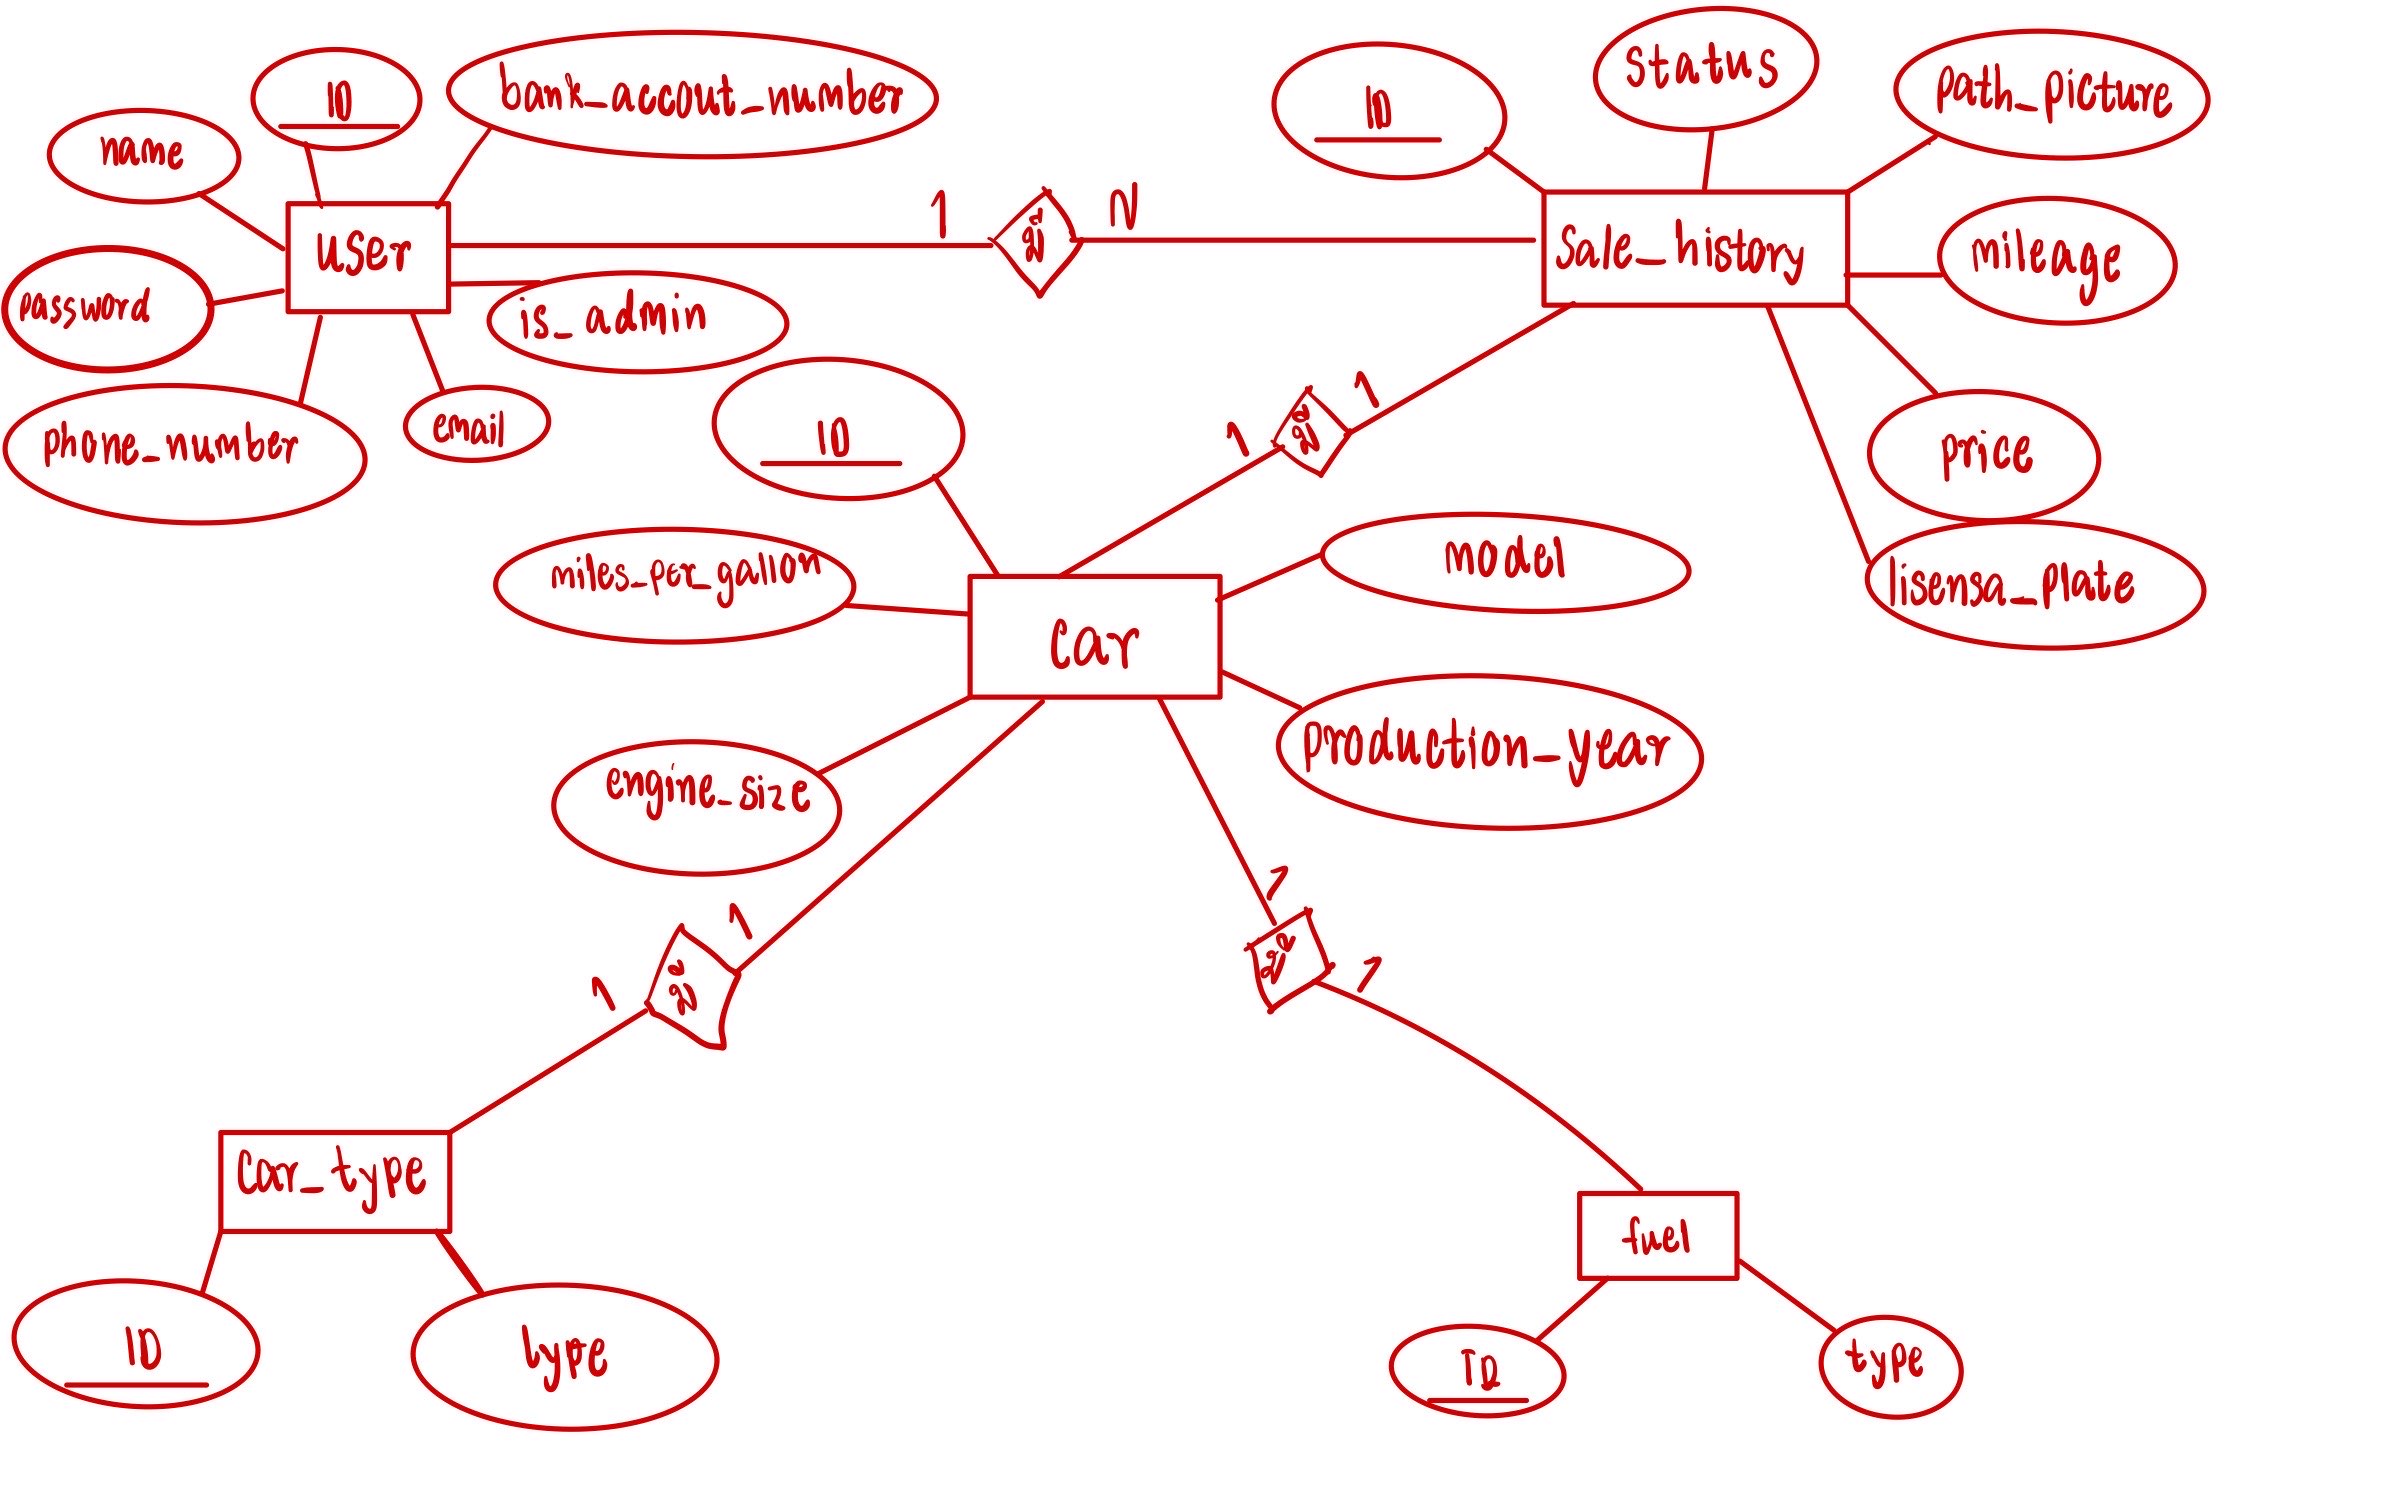 ID
bank_accout_number
name
user
password
is_admin
phone_number
email
1
มี
N
ID
status
path_picture
sale_history
mileage
price
lisensa_plate
1
มี
1
ID
miles_per_gallon
model
car
production_year
engine_size
1
มี
1
1
มี
1
car_type
ID
type
fuel
ID
type